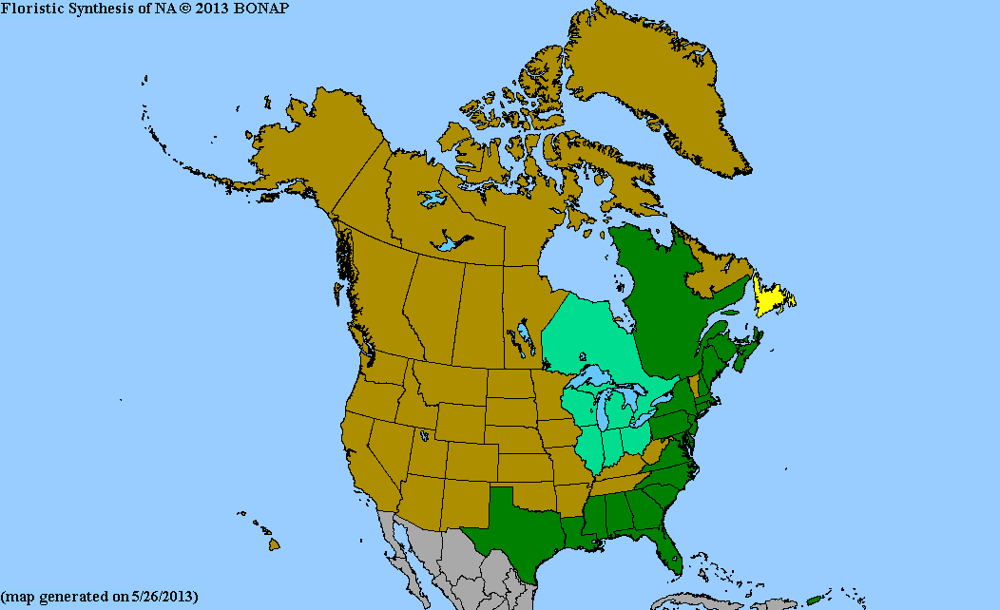 Floristic Synthesis of NA © 2013 BONAP
(map generated on 5/26/2013)